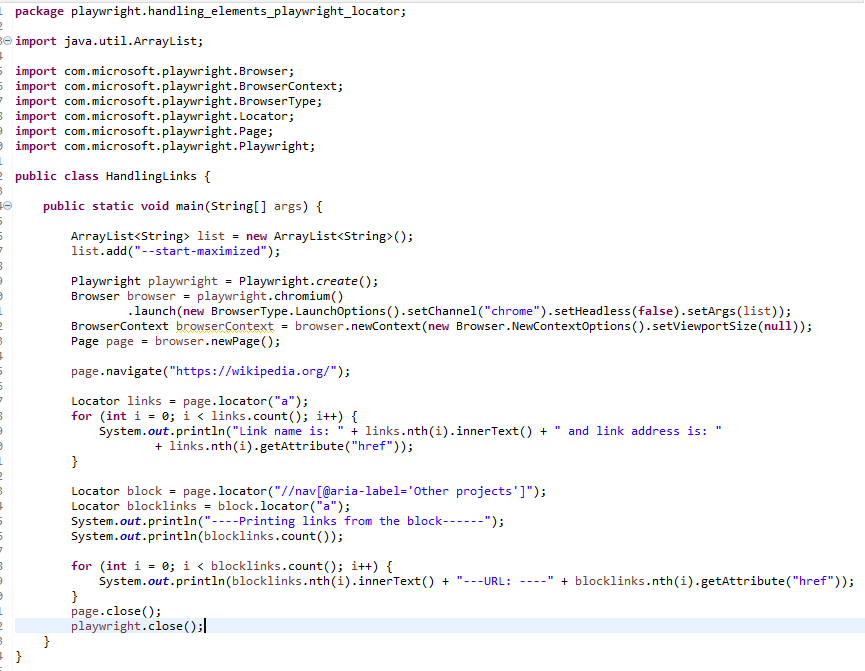 package playwright.handling_elements_playwright_locator;
import java.util.ArrayList;
import com.microsoft.playwright.Browser;
import com.microsoft.playwright.BrowserContext;
import com.microsoft.playwright.BrowserType;
import com.microsoft.playwright.Locator;
import com.microsoft.playwright.Page;
import com.microsoft.playwright.Playwright;
public class HandlingLinks {
public static void main(String[] args) {
ArrayList<String> list = new ArrayList<String>();
list.add("--start-maximized");
Playwright playwright = Playwright.create();
Browser browser = playwright.chromium()
.launch(new BrowserType.LaunchOptions().setChannel("chrome").setHeadless(false).setArgs(list));
BrowserContext browserContext = browser.newContext(new Browser.NewContextOptions().setViewportSize(null));
Page page = browser.newPage();
page.navigate("https://wikipedia.org/");
Locator links = page.locator("a");
for (int i = 0; i < links.count(); i++) {
System.out.println("Link name is: " + links.nth(i).innerText() + " and link address is: "
+ links.nth(i).getAttribute("href"));
}
Locator block = page.locator("//nav[@aria-label='Other projects']");
Locator blocklinks = block.locator("a");
System.out.println("----Printing links from the block------");
System.out.println(blocklinks.count());
for (int i = 0; i < blocklinks.count(); i++) {
System.out.println(blocklinks.nth(i).innerText() + "---URL: ----" + blocklinks.nth(i).getAttribute("href"));
}
page.close();
playwright.close();
}
}